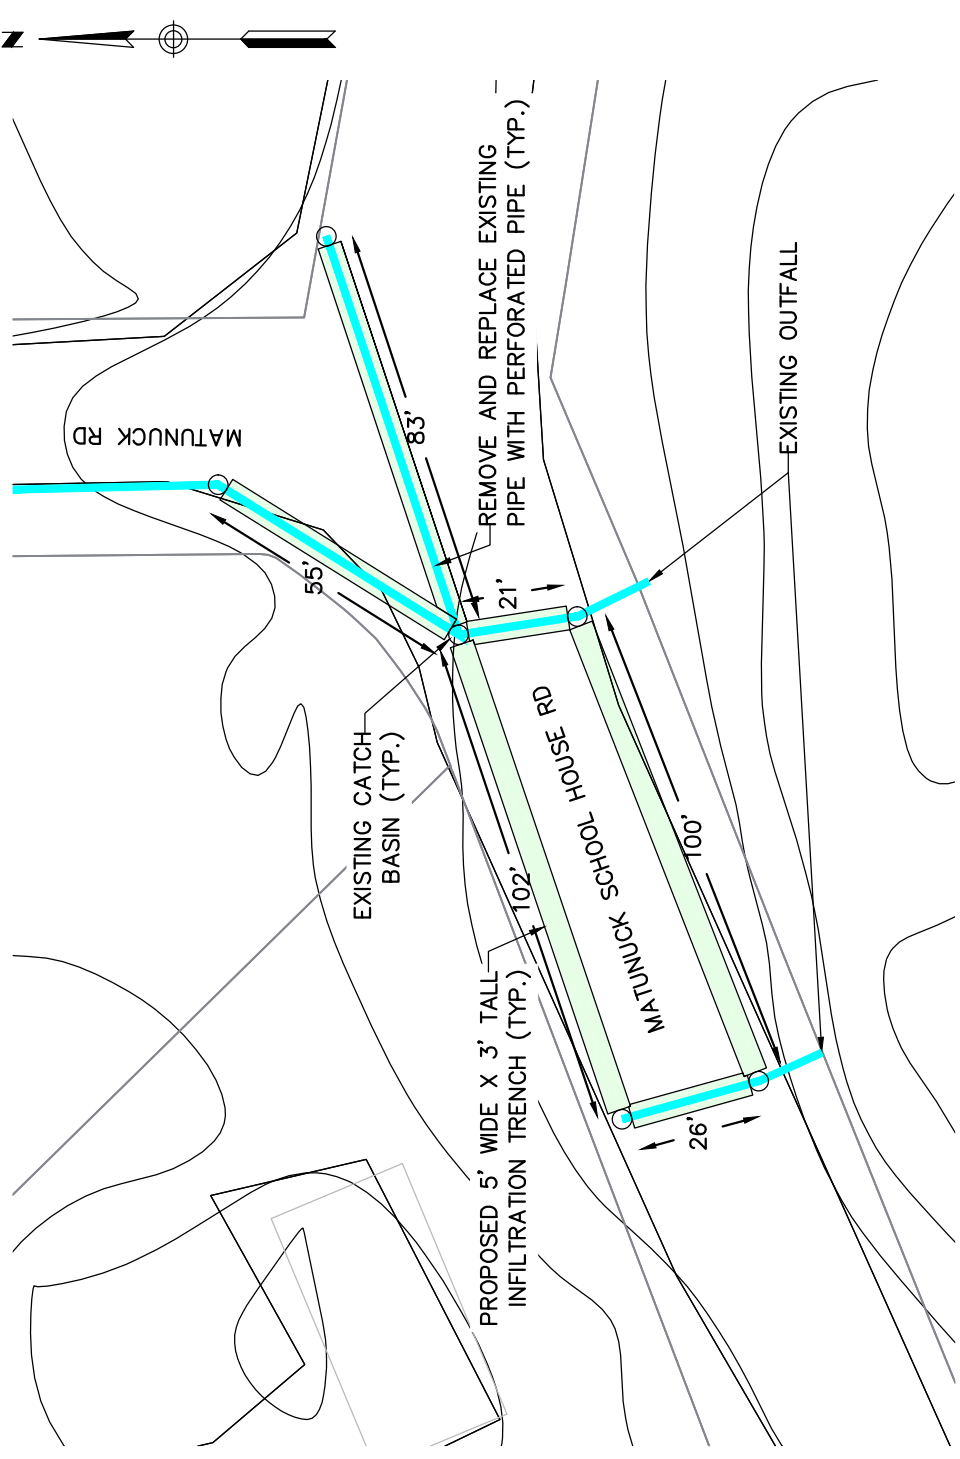 N
MATUNUCK RD
REMOVE AND REPLACE EXISTING
PIPE WITH PERFORATED PIPE (TYP.)
EXISTING OUTFALL
83'
55'
21'
EXISTING CATCH
BASIN (TYP.)
MATUNUCK SCHOOL HOUSE RD
102'
100'
PROPOSED 5' WIDE X 3' TALL
INFILTRATION TRENCH (TYP.)
26'